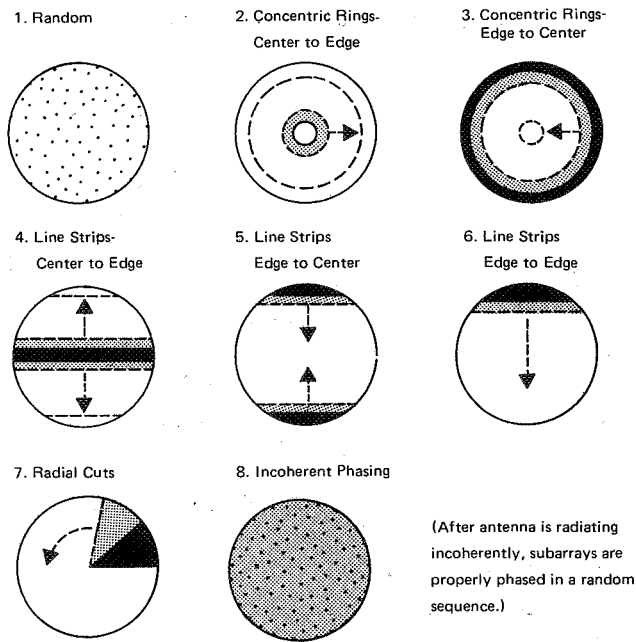 1. Random
2. Concentric Rings-
Center to Edge
3. Concentric Rings-
Edge to Center
4. Line Strips-
Center to Edge
5. Line Strips
Edge to Center
6. Line Strips
Edge to Edge
7. Radial Cuts
8. Incoherent Phasing
(After antenna is radiating
incoherently, subarrays are
properly phased in a random
sequence.)